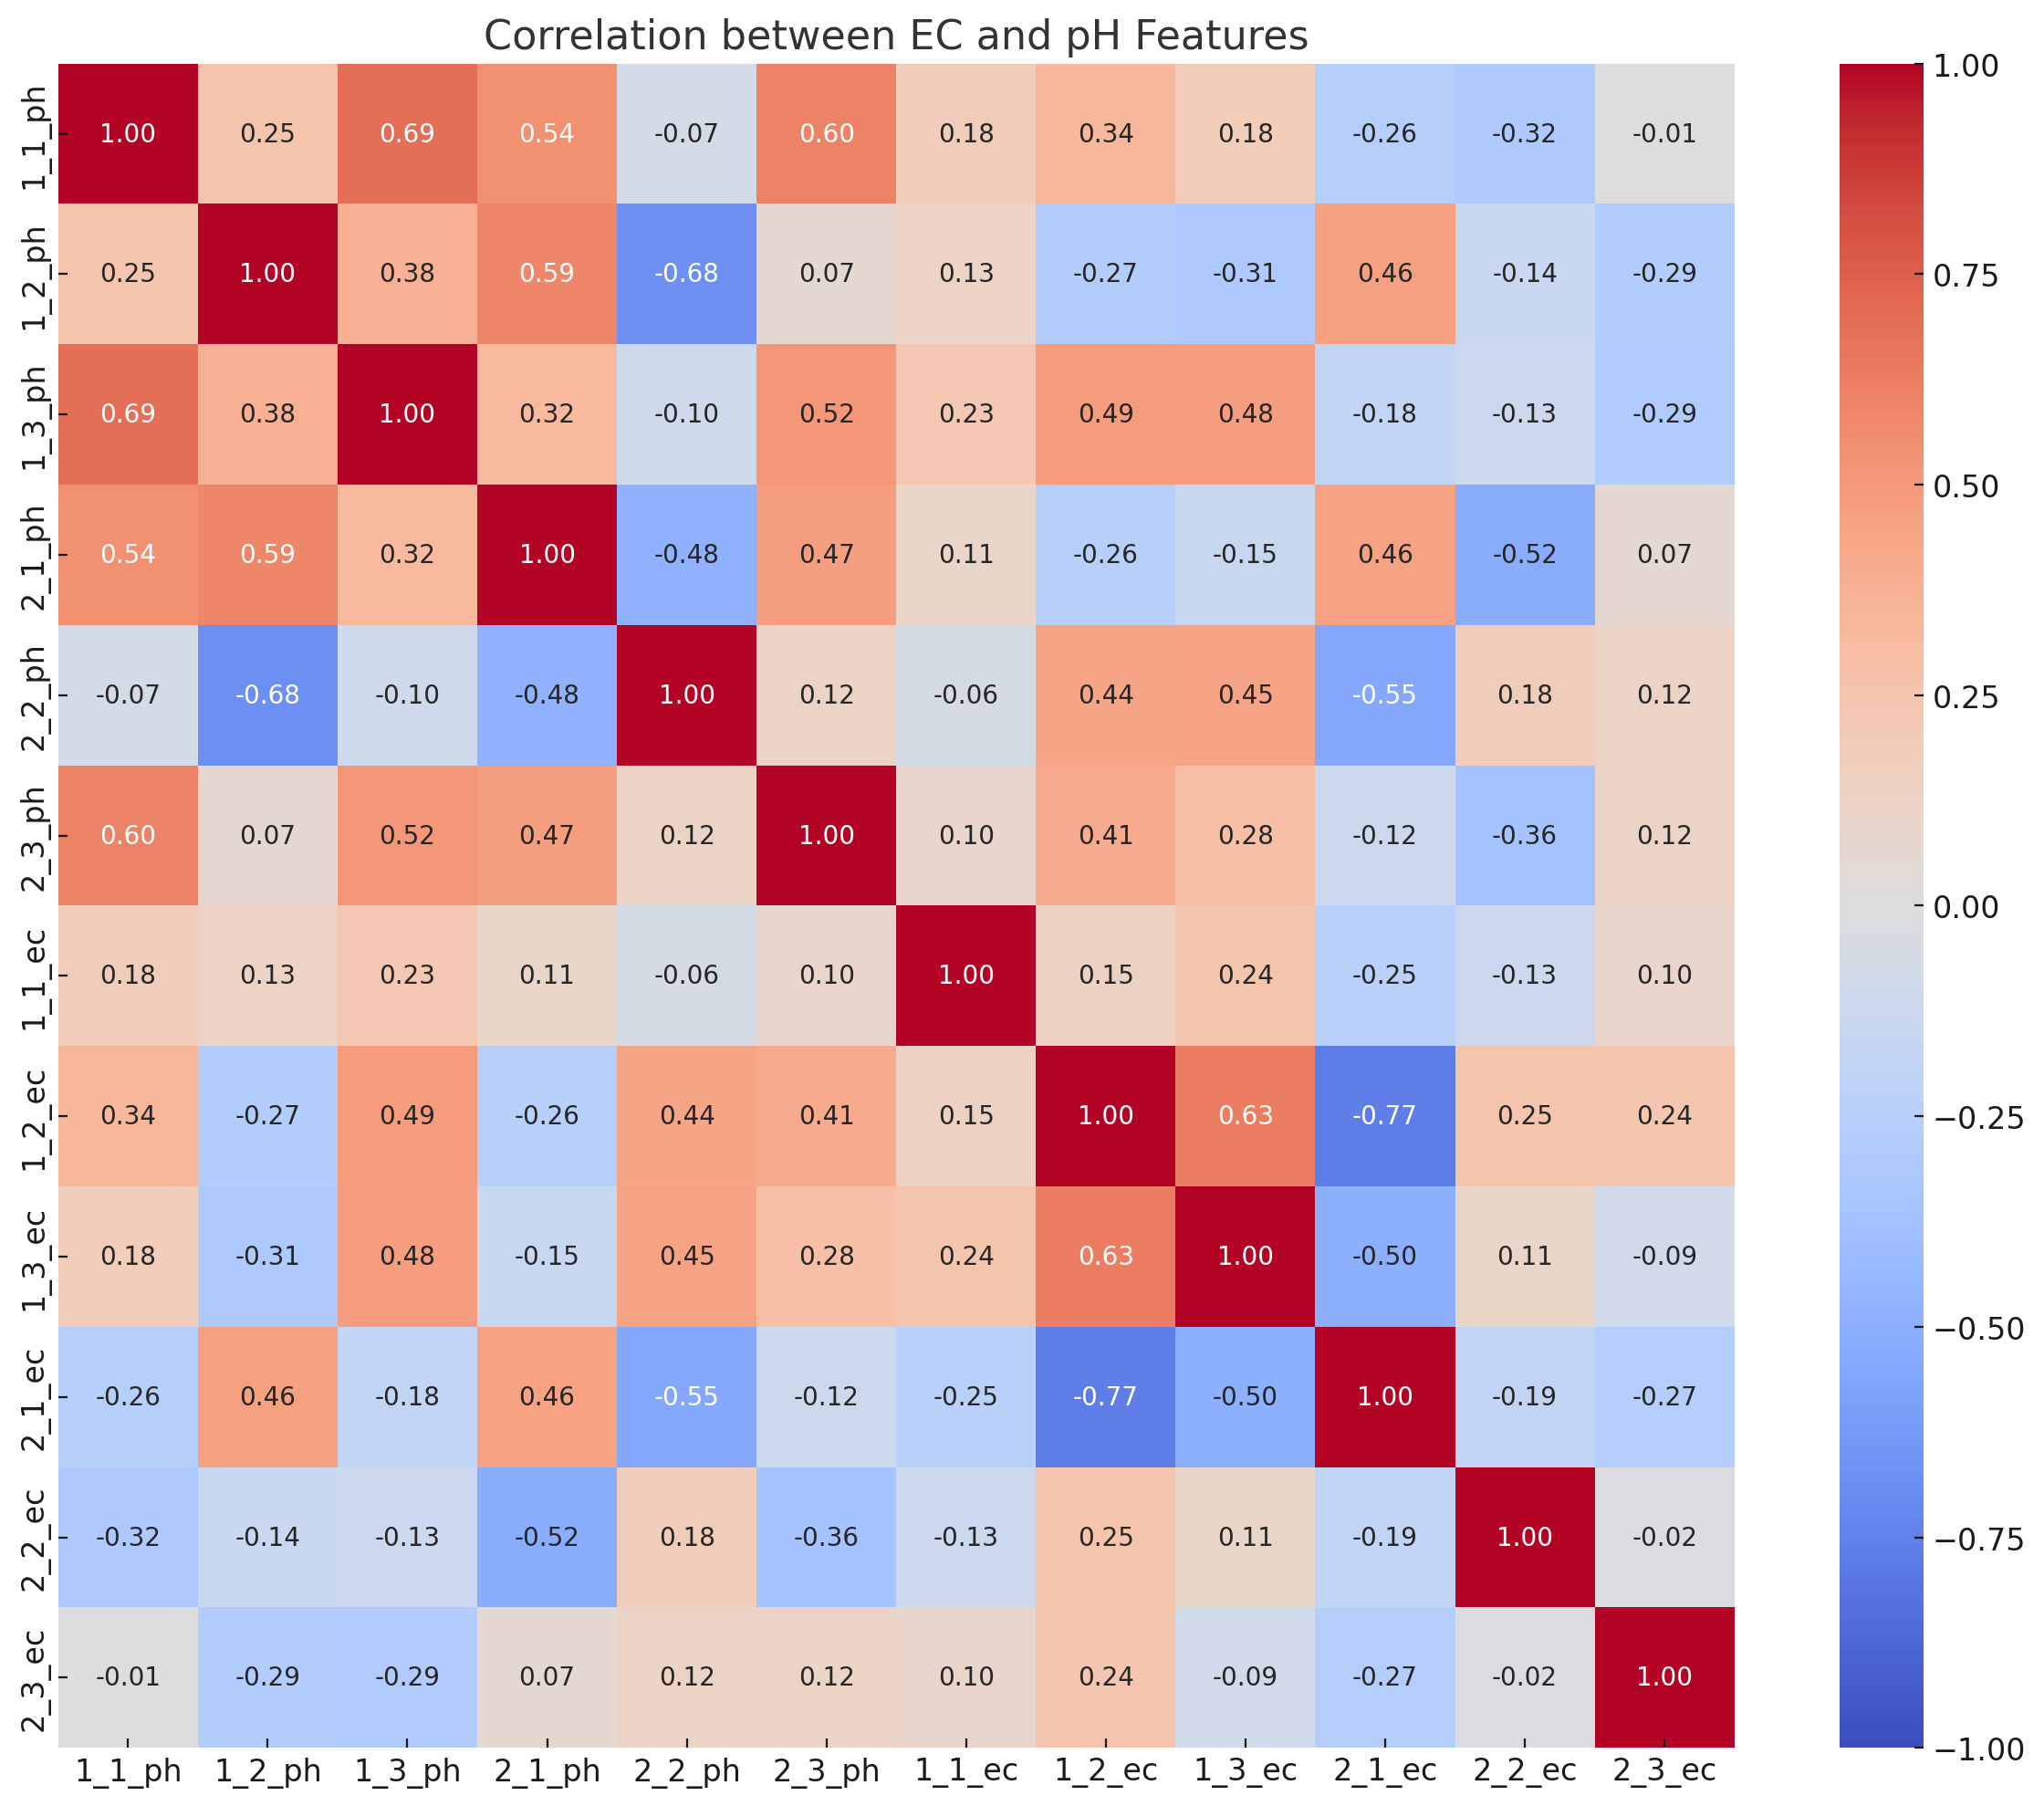 Correlation between EC and pH Features
1_1_ph 1.00 0.25 0.69 0.54 -0.07 0.60 0.18 0.34 0.18 -0.26 -0.32 -0.01
1_2_ph 0.25 1.00 0.38 0.59 -0.68 0.07 0.13 -0.27 -0.31 0.46 -0.14 -0.29
1_3_ph 0.69 0.38 1.00 0.32 -0.10 0.52 0.23 0.49 0.48 -0.18 -0.13 -0.29
2_1_ph 0.54 0.59 0.32 1.00 -0.48 0.47 0.11 -0.26 -0.15 0.46 -0.52 0.07
2_2_ph -0.07 -0.68 -0.10 -0.48 1.00 0.12 -0.06 0.44 0.45 -0.55 0.18 0.12
2_3_ph 0.60 0.07 0.52 0.47 0.12 1.00 0.10 0.41 0.28 -0.12 -0.36 0.12
1_1_ec 0.18 0.13 0.23 0.11 -0.06 0.10 1.00 0.15 0.24 -0.25 -0.13 0.10
1_2_ec 0.34 -0.27 0.49 -0.26 0.44 0.41 0.15 1.00 0.63 -0.77 0.25 0.24
1_3_ec 0.18 -0.31 0.48 -0.15 0.45 0.28 0.24 0.63 1.00 -0.50 0.11 -0.09
2_1_ec -0.26 0.46 -0.18 0.46 -0.55 -0.12 -0.25 -0.77 -0.50 1.00 -0.19 -0.27
2_2_ec -0.32 -0.14 -0.13 -0.52 0.18 -0.36 -0.13 0.25 0.11 -0.19 1.00 -0.02
2_3_ec -0.01 -0.29 -0.29 0.07 0.12 0.12 0.10 0.24 -0.09 -0.27 -0.02 1.00
1_1_ph 1_2_ph 1_3_ph 2_1_ph 2_2_ph 2_3_ph 1_1_ec 1_2_ec 1_3_ec 2_1_ec 2_2_ec 2_3_ec
1.00
0.75
0.50
0.25
0.00
−0.25
−0.50
−0.75
−1.00